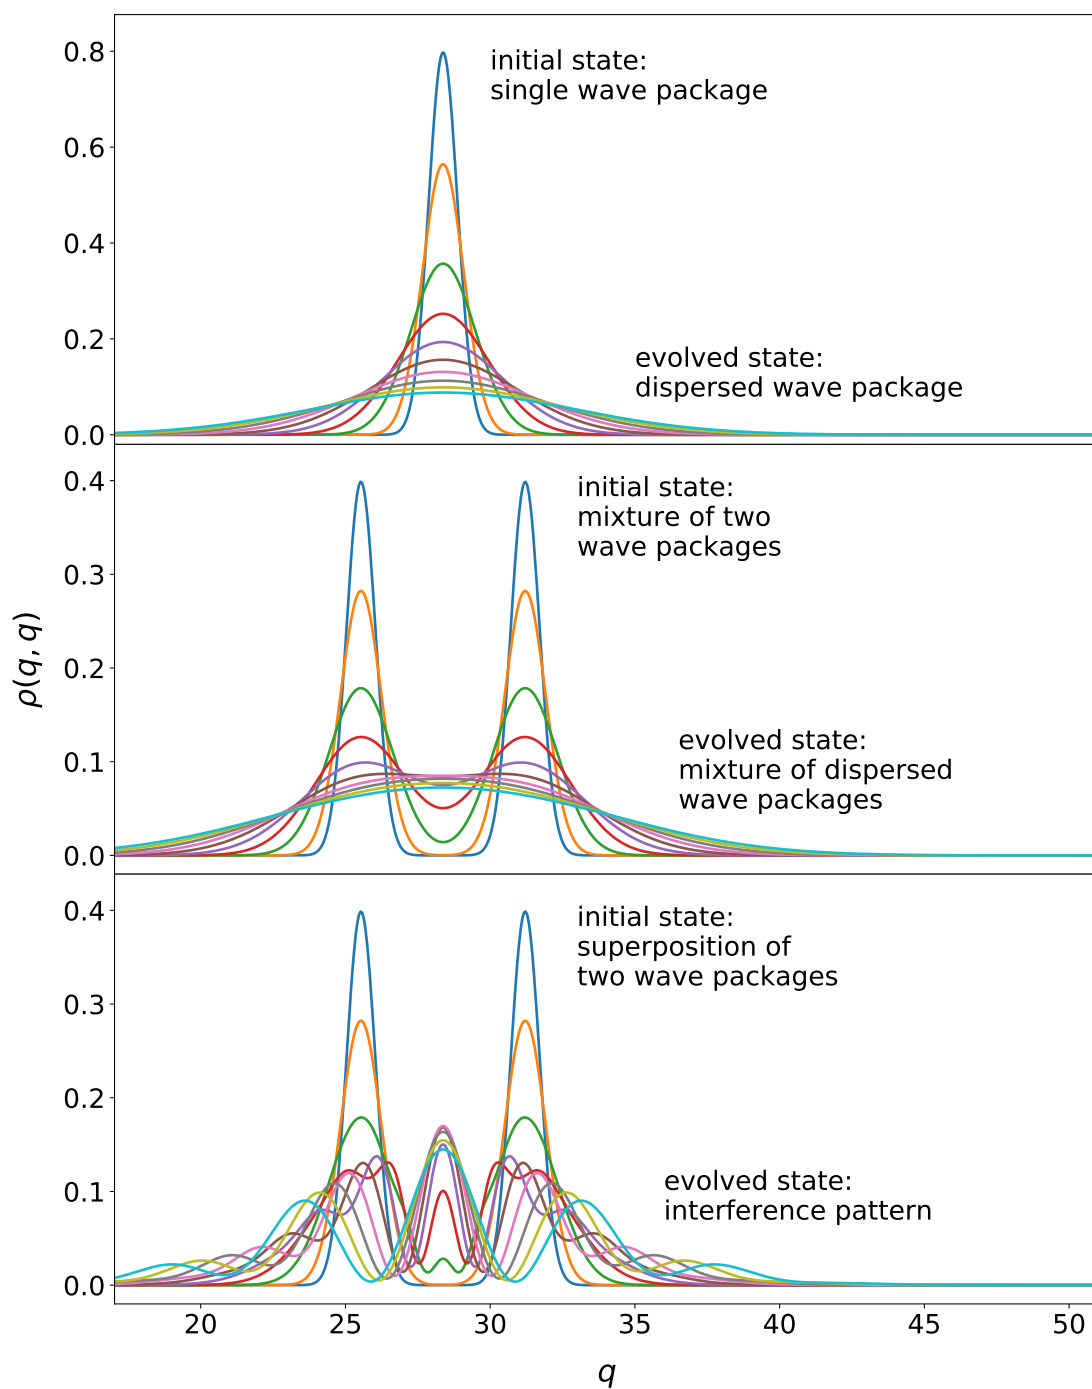 0.8
0.6
0.4
0.2
0.0
initial state:
single wave package
evolved state:
dispersed wave package
0.4
0.3
0.2
0.1
0.0
initial state:
mixture of two
wave packages
evolved state:
mixture of dispersed
wave packages
ρ(q, q)
0.4
0.3
0.2
0.1
0.0
initial state:
superposition of
two wave packages
evolved state:
interference pattern
20 25 30 35 40 45 50
q